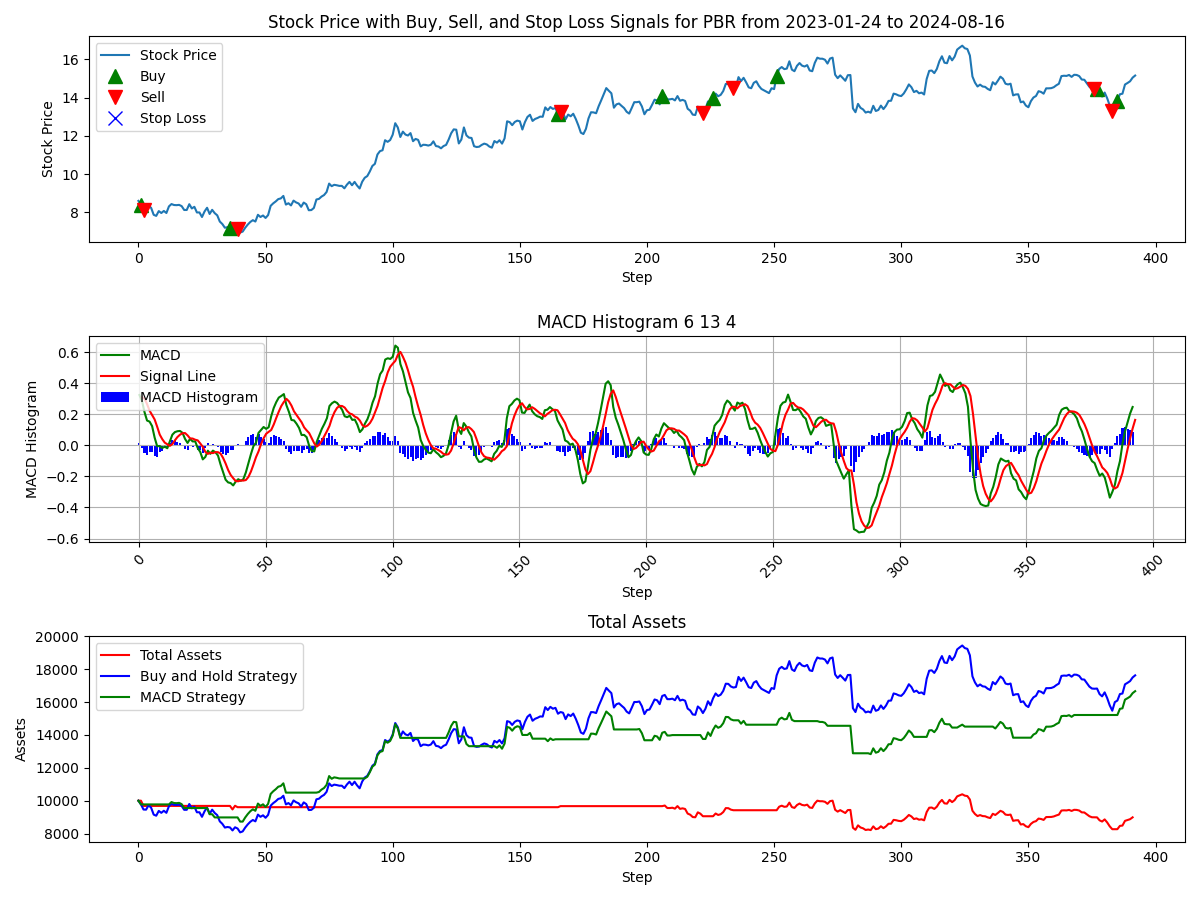 Stock Price with Buy, Sell, and Stop Loss Signals for PBR from 2023-01-24 to 2024-08-16
Stock Price
Buy
Sell
Stop Loss
Stock Price
16
14
12
10
8
0 50 100 150 200 250 300 350 400
Step
MACD Histogram 6 13 4
MACD
Signal Line
MACD Histogram
MACD Histogram
0.6
0.4
0.2
0.0
−0.2
−0.4
−0.6
0 50 100 150 200 250 300 350 400
Step
Total Assets
Total Assets
Buy and Hold Strategy
MACD Strategy
Assets
20000
18000
16000
14000
12000
10000
8000
0 50 100 150 200 250 300 350 400
Step